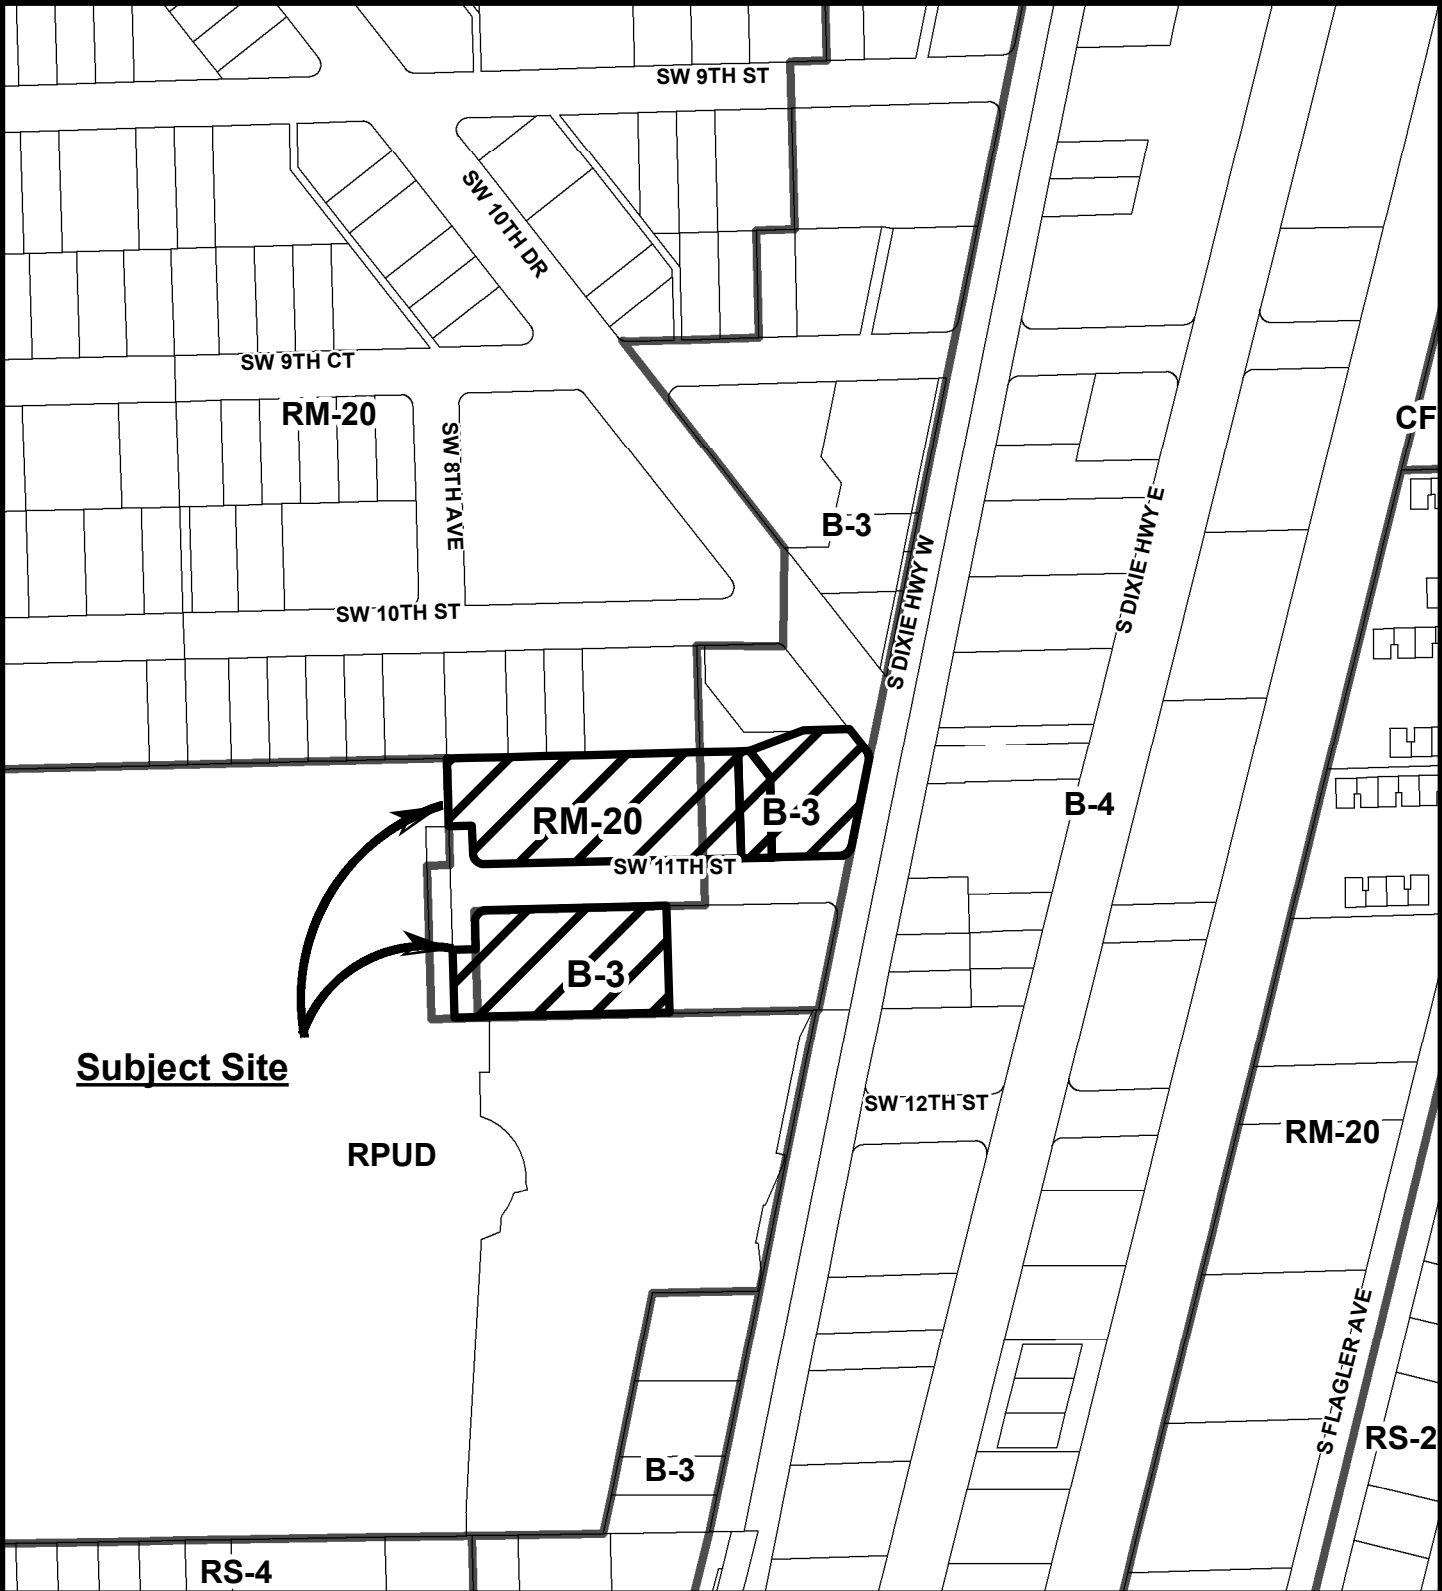 SW 9TH ST
SW 10TH DR
SW 9TH CT
RM-20
CF
SW 8TH AVE
B-3
S DIXIE HWY W
S DIXIE HWY E
SW 10TH ST
RM-20
B-3
B-4
SW 11TH ST
B-3
Subject Site
SW 12TH ST
RPUD
RM-20
S FLAGLER AVE
RS-2
B-3
RS-4